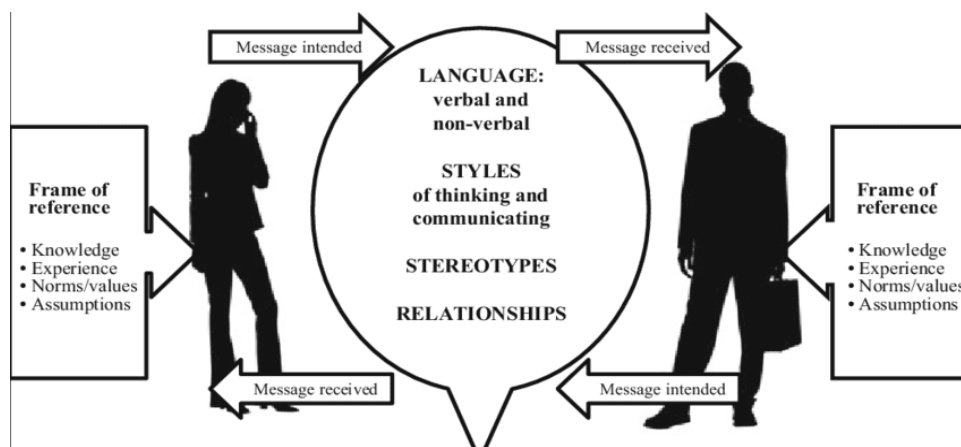 Message intended
Message received
LANGUAGE:
verbal and
non-verbal
STYLES
of thinking and
communicating
STEREOTYPES
RELATIONSHIPS
Frame of
reference
• Knowledge
• Experience
• Norms/values
• Assumptions
Frame of
reference
• Knowledge
• Experience
• Norms/values
• Assumptions
Message received
Message intended